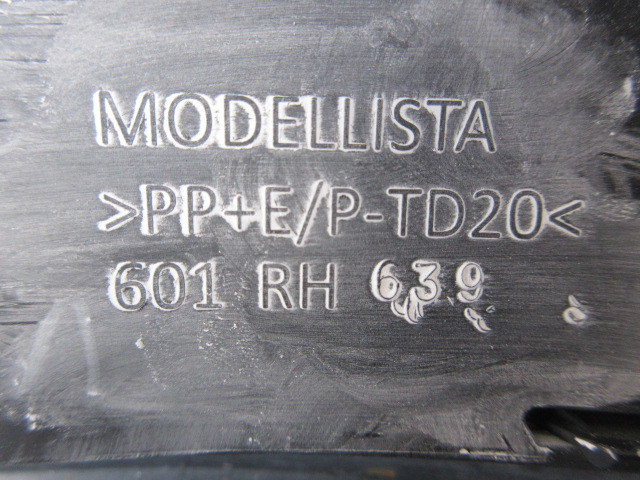 MODELLISTA
>PP+E/P-TD20<
601 RH 639